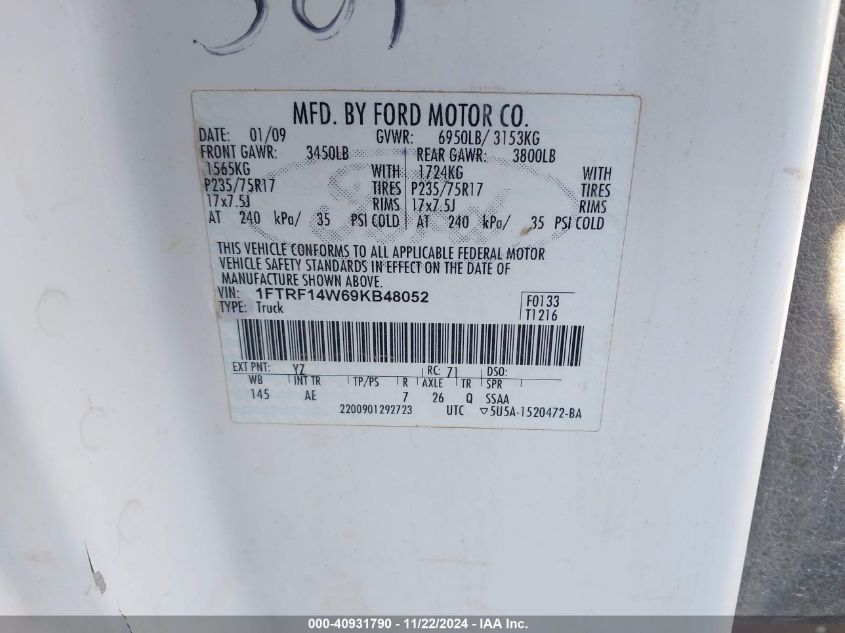 MFD. BY FORD MOTOR CO.
DATE: 01/09 GVWR: 6950LB/ 3153KG
FRONT GAWR: 3450LB REAR GAWR: 3800LB
1565KG WITH 1724KG WITH
P235/75R17 TIRES P235/75R17 TIRES
17x7.5J RIMS 17x7.5J RIMS
AT 240 kPa/ 35 PSI COLD AT 240 kPa/ 35 PSI COLD
THIS VEHICLE CONFORMS TO ALL APPLICABLE FEDERAL MOTOR
VEHICLE SAFETY STANDARDS IN EFFECT ON THE DATE OF
MANUFACTURE SHOWN ABOVE.
VIN: 1FTRF14W69KB48052 F0133
TYPE: Truck T1216
EXT PNT: YZ RC: 71 DSO:
WB INT TR TP/PS R AXLE TR SPR
145 AE 7 26 Q SSAA
2200901292723 UTC ▽5U5A-1520472-BA
000-40931790 - 11/22/2024 - IAA Inc.